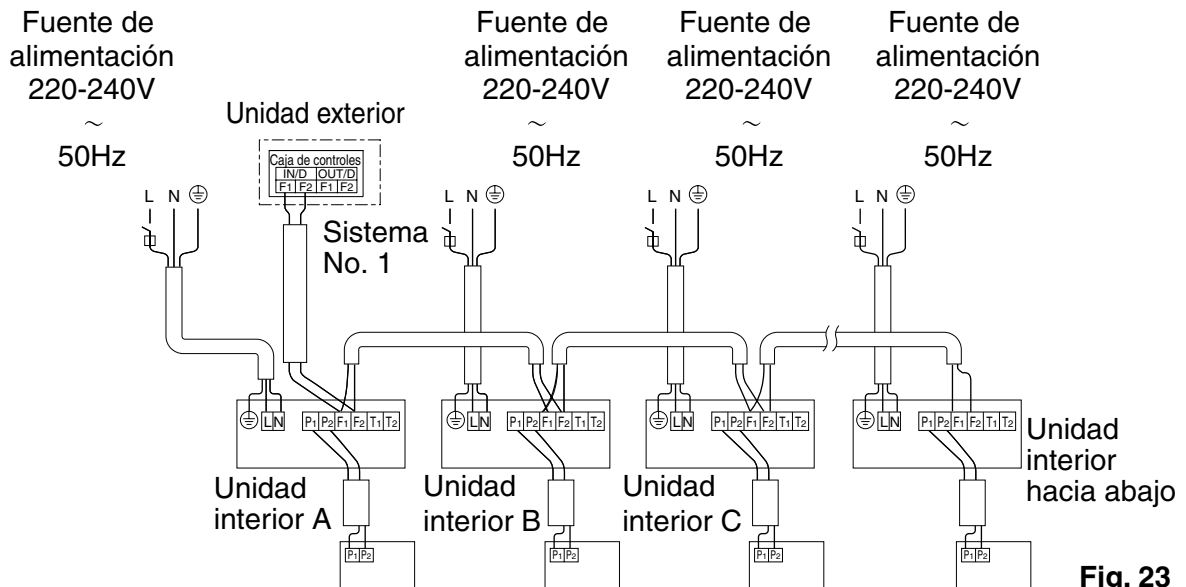 Fuente de
alimentación
220-240V
~
50Hz
Fuente de
alimentación
220-240V
~
50Hz
Fuente de
alimentación
220-240V
~
50Hz
Fuente de
alimentación
220-240V
~
50Hz
Unidad exterior
Caja de controles
IN/D OUT/D
F1 F2 F1 F2
L N
L N
L N
L N
Sistema
No. 1
L N P1 P2 F1 F2 T1 T2
L N P1 P2 F1 F2 T1 T2
L N P1 P2 F1 F2 T1 T2
L N P1 P2 F1 F2 T1 T2
Unidad
interior A
Unidad
interior B
Unidad
interior C
Unidad
interior
hacia abajo
P1 P2
P1 P2
P1 P2
P1 P2
Fig. 23